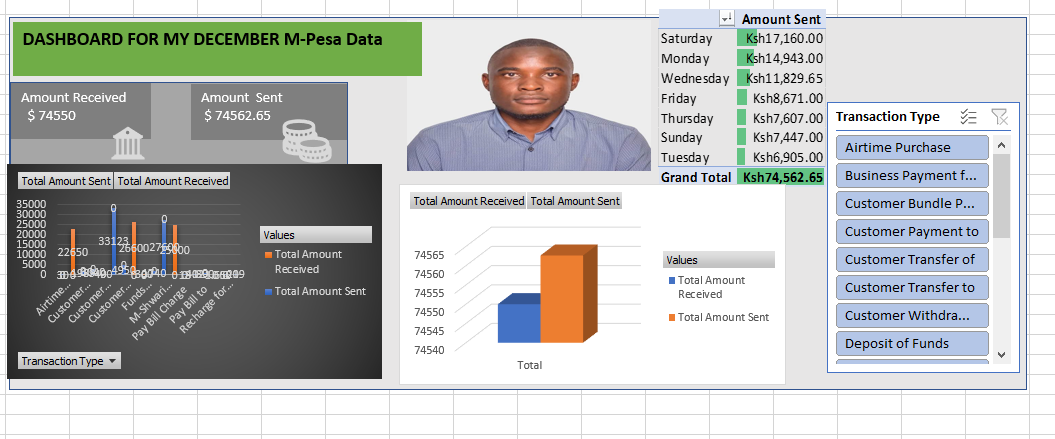 DASHBOARD FOR MY DECEMBER M-Pesa Data
Amount Received
$ 74550
Amount  Sent
$ 74562.65
Amount Sent
Saturday Ksh17,160.00
Monday Ksh14,943.00
Wednesday Ksh11,829.65
Friday Ksh8,671.00
Thursday Ksh7,607.00
Sunday Ksh7,447.00
Tuesday Ksh6,905.00
Grand Total Ksh74,562.65
Transaction Type
Airtime Purchase
Business Payment f...
Customer Bundle P...
Customer Payment to
Customer Transfer of
Customer Transfer to
Customer Withdra...
Deposit of Funds
Total Amount Sent Total Amount Received
35000
30000
25000
20000
15000
10000
5000
0
0
0
33123
22650
26600
27600
25000
0
4950
Airtime...
Customer...
Customer...
Customer...
Funds...
M-Shwari...
Pay Bill Change
Pay Bill to
Recharge for...
Values
Total Amount
Received
Total Amount Sent
Transaction Type
Total Amount Received Total Amount Sent
74565
74560
74555
74550
74545
74540
Total
Values
Total Amount
Received
Total Amount Sent